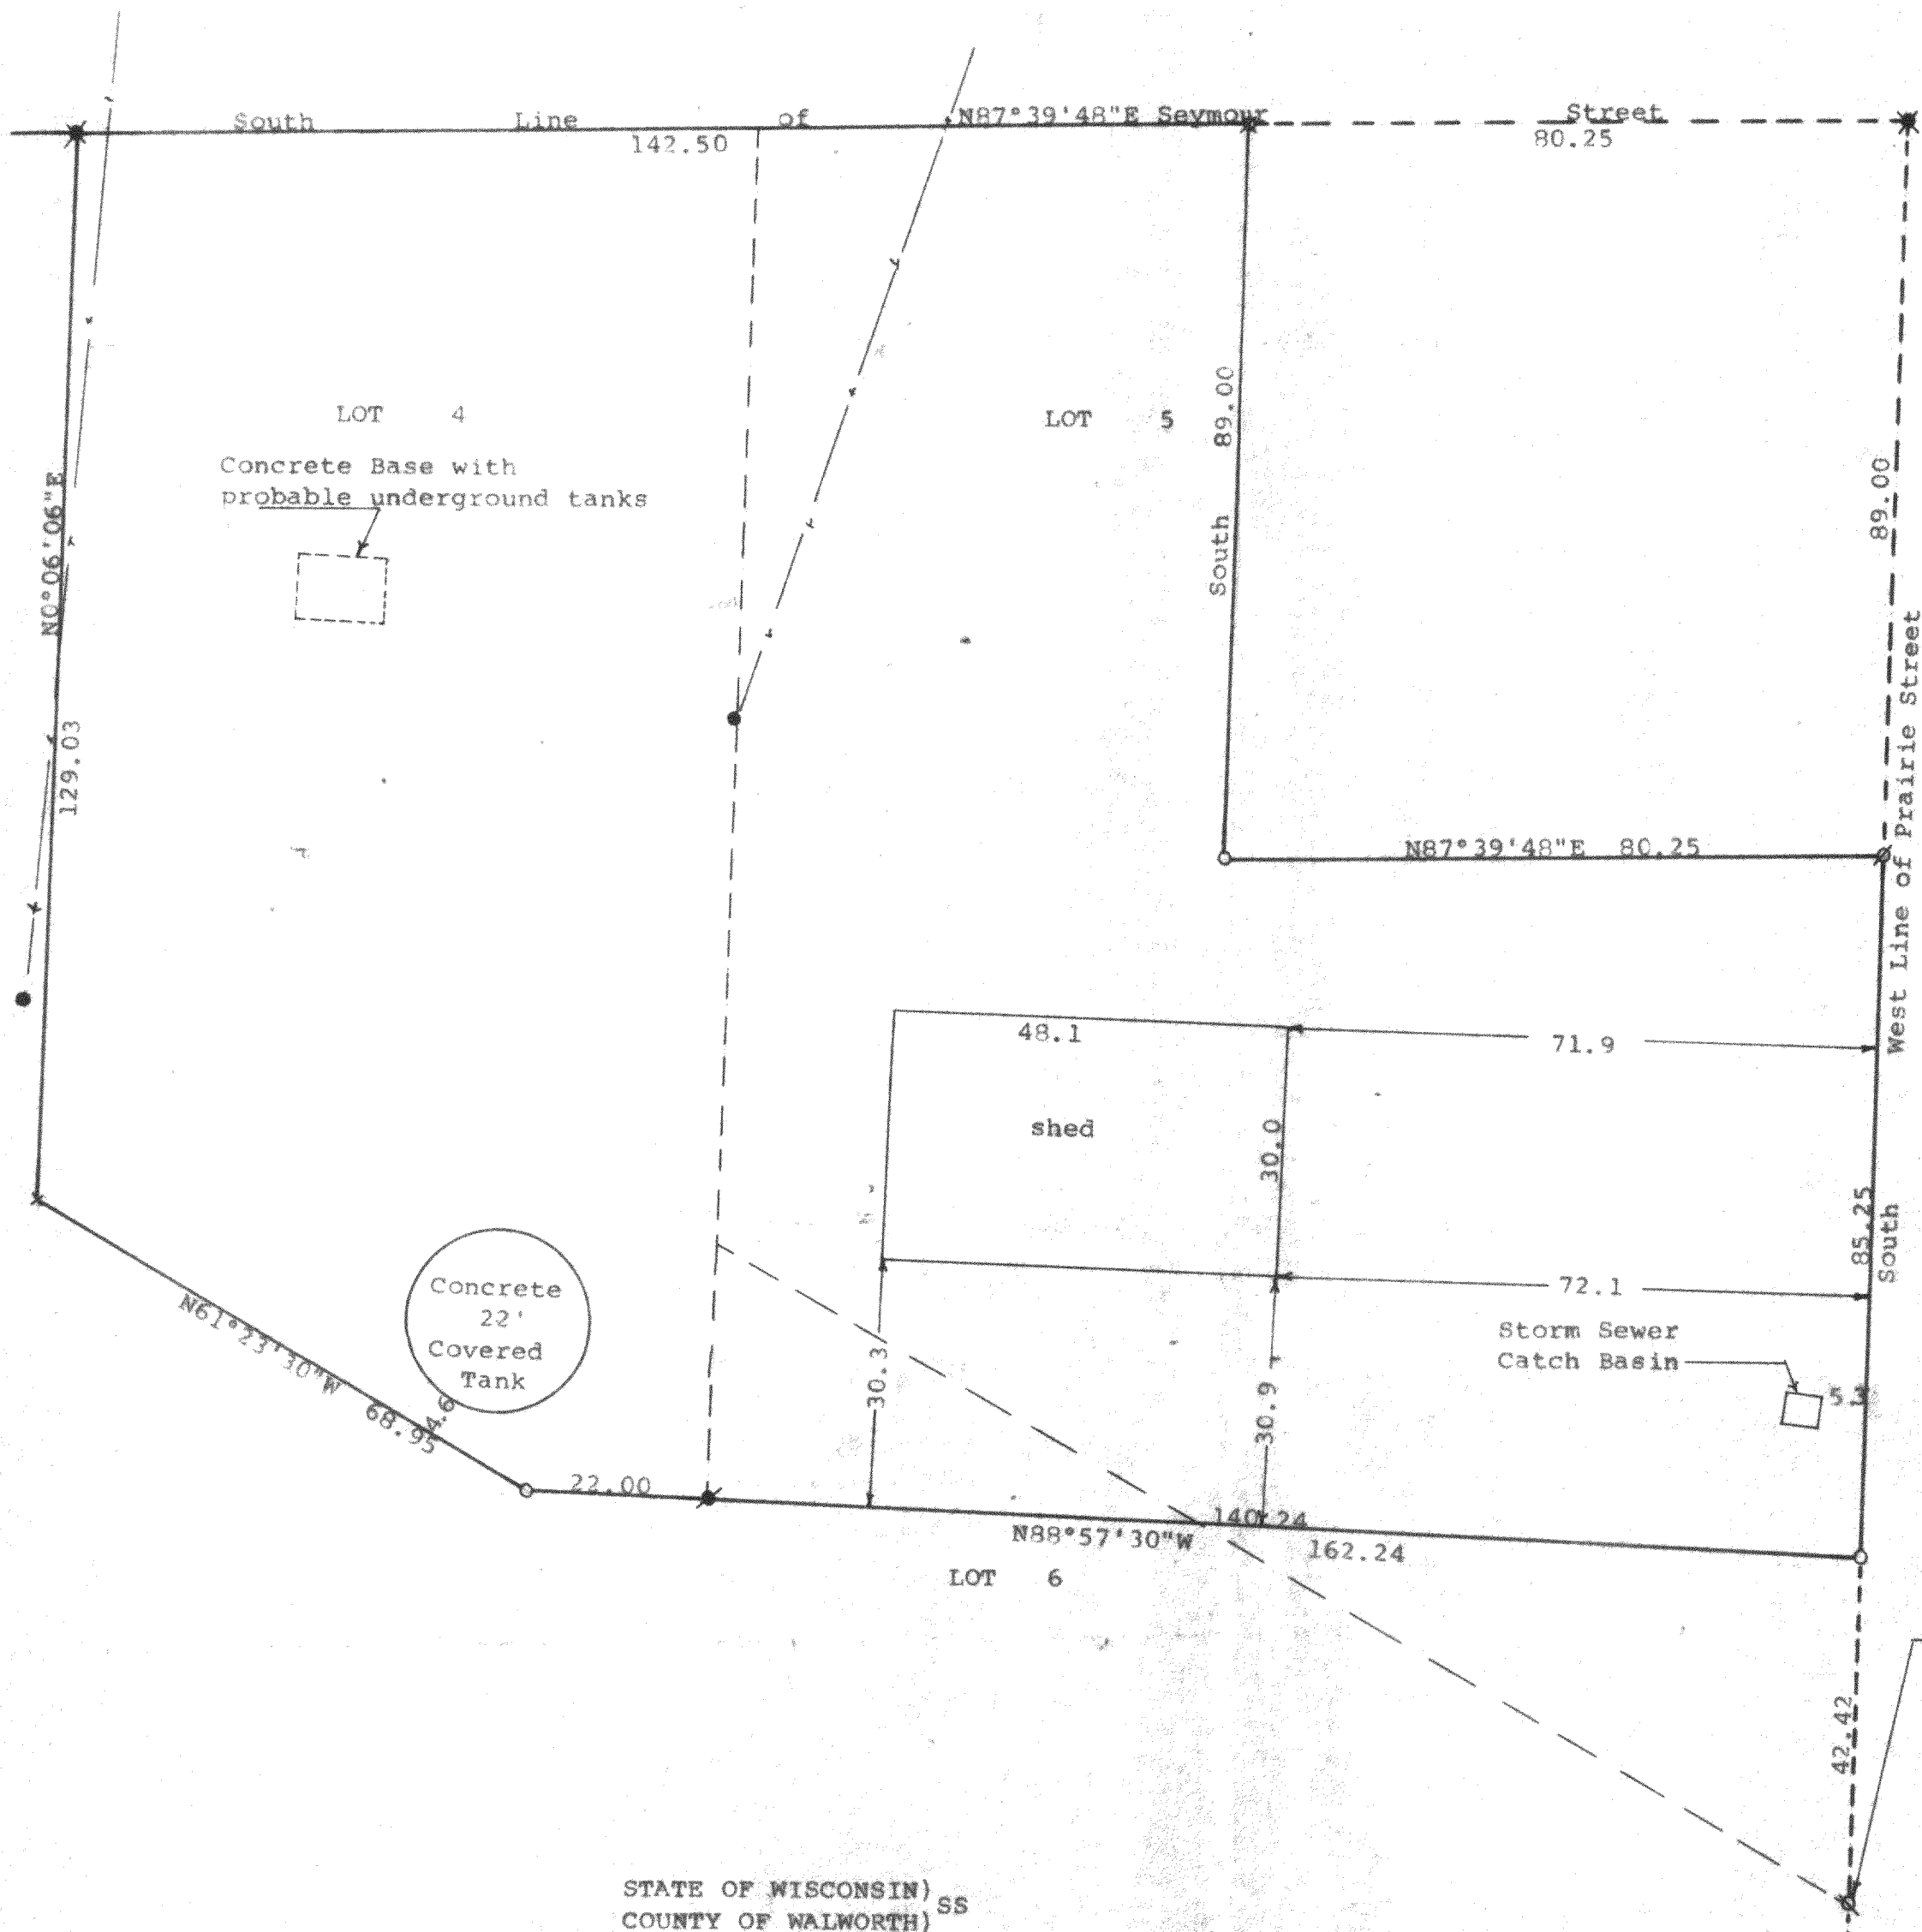 South Line of N87°39'48"E Seymour Street
142.50
80.25
LOT 4
Concrete Base with
probable underground tanks
LOT 5
South 89.00
89.00
N0°06'06"E
129.03
N87°39'48"E 80.25
West Line of Prairie Street
48.1
71.9
shed
30.0
85.25
South
72.1
Concrete
22'
Covered
Tank
Storm Sewer
Catch Basin
5.3
N61°23'30"W 68.95
4.6
30.3
30.9
22.00
140.24
N88°57'30"W
162.24
LOT 6
42.42
STATE OF WISCONSIN)
SS
COUNTY OF WALWORTH)